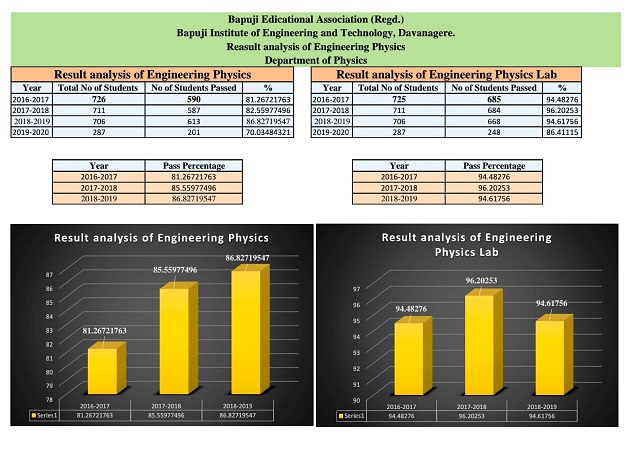 Bapuji Edicational Association (Regd.)
Bapuji Institute of Engineering and Technology, Davanagere.
Reasult analysis of Engineering Physics
Department of Physics
Result analysis of Engineering Physics
Year Total No of Students No of Students Passed %
2016-2017 726 590 81.26721763
2017-2018 711 587 82.55977496
2018-2019 706 613 86.82719547
2019-2020 287 201 70.03484321
Result analysis of Engineering Physics Lab
Year Total No of Students No of Students Passed %
2016-2017 725 685 94.48276
2017-2018 711 684 96.20253
2018-2019 706 668 94.61756
2019-2020 287 248 86.41115
Year Pass Percentage
2016-2017 81.26721763
2017-2018 85.55977496
2018-2019 86.82719547
Year Pass Percentage
2016-2017 94.48276
2017-2018 96.20253
2018-2019 94.61756
Result analysis of Engineering Physics
86.82719547
85.55977496
81.26721763
87
86
85
84
83
82
81
80
79
78
2016-2017 2017-2018 2018-2019
Series1 81.26721763 85.55977496 86.82719547
Result analysis of Engineering
Physics Lab
96.20253
94.48276
94.61756
97
96
95
94
93
92
91
90
2016-2017 2017-2018 2018-2019
Series1 94.48276 96.20253 94.61756